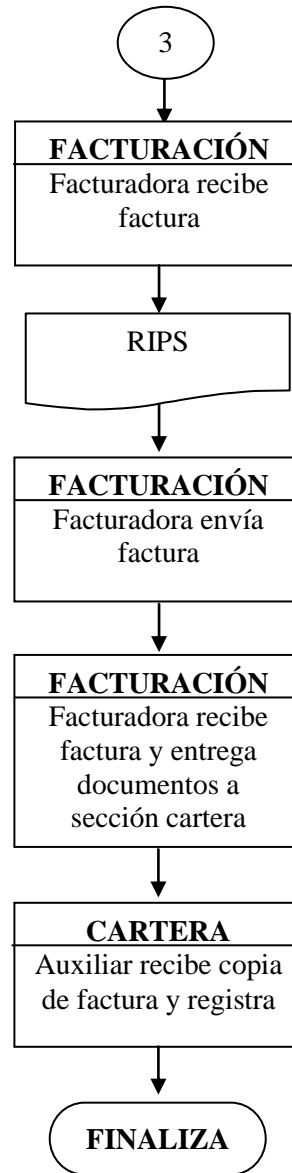 3
FACTURACIÓN
Facturadora recibe
factura
RIPS
FACTURACIÓN
Facturadora envía
factura
FACTURACIÓN
Facturadora recibe
factura y entrega
documentos a
sección cartera
CARTERA
Auxiliar recibe copia
de factura y registra
FINALIZA